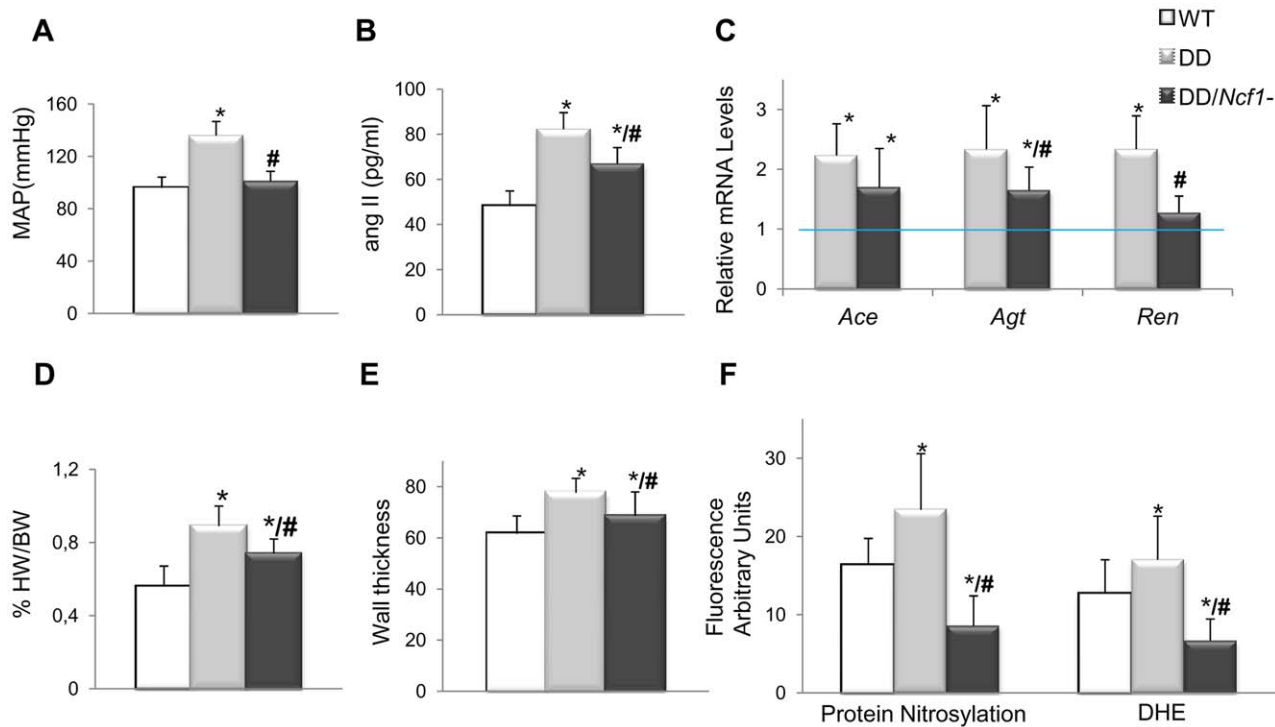 WT
DD
DD/Ncf1-
A
MAP(mmHg)
160
120
80
40
0
*
#
B
ang II (pg/ml)
100
80
60
40
20
0
*
*/#
C
Relative mRNA Levels
3
2
1
0
*
*
*
*/#
*
#
Ace
Agt
Ren
D
% HW/BW
1,2
0,8
0,4
0
*
*/#
E
Wall thickness
80
60
40
20
0
*
*/#
F
Fluorescence
Arbitrary Units
30
20
10
0
*
*/#
*
*/#
Protein Nitrosylation
DHE